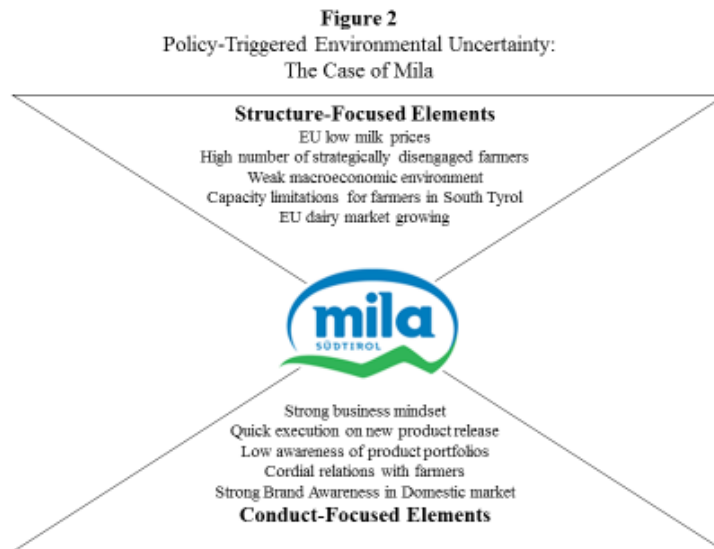 Figure 2
Policy-Triggered Environmental Uncertainty:
The Case of Mila
Structure-Focused Elements
EU low milk prices
High number of strategically disengaged farmers
Weak macroeconomic environment
Capacity limitations for farmers in South Tyrol
EU dairy market growing
mila
SÜDTIROL
Strong business mindset
Quick execution on new product release
Low awareness of product portfolios
Cordial relations with farmers
Strong Brand Awareness in Domestic market
Conduct-Focused Elements